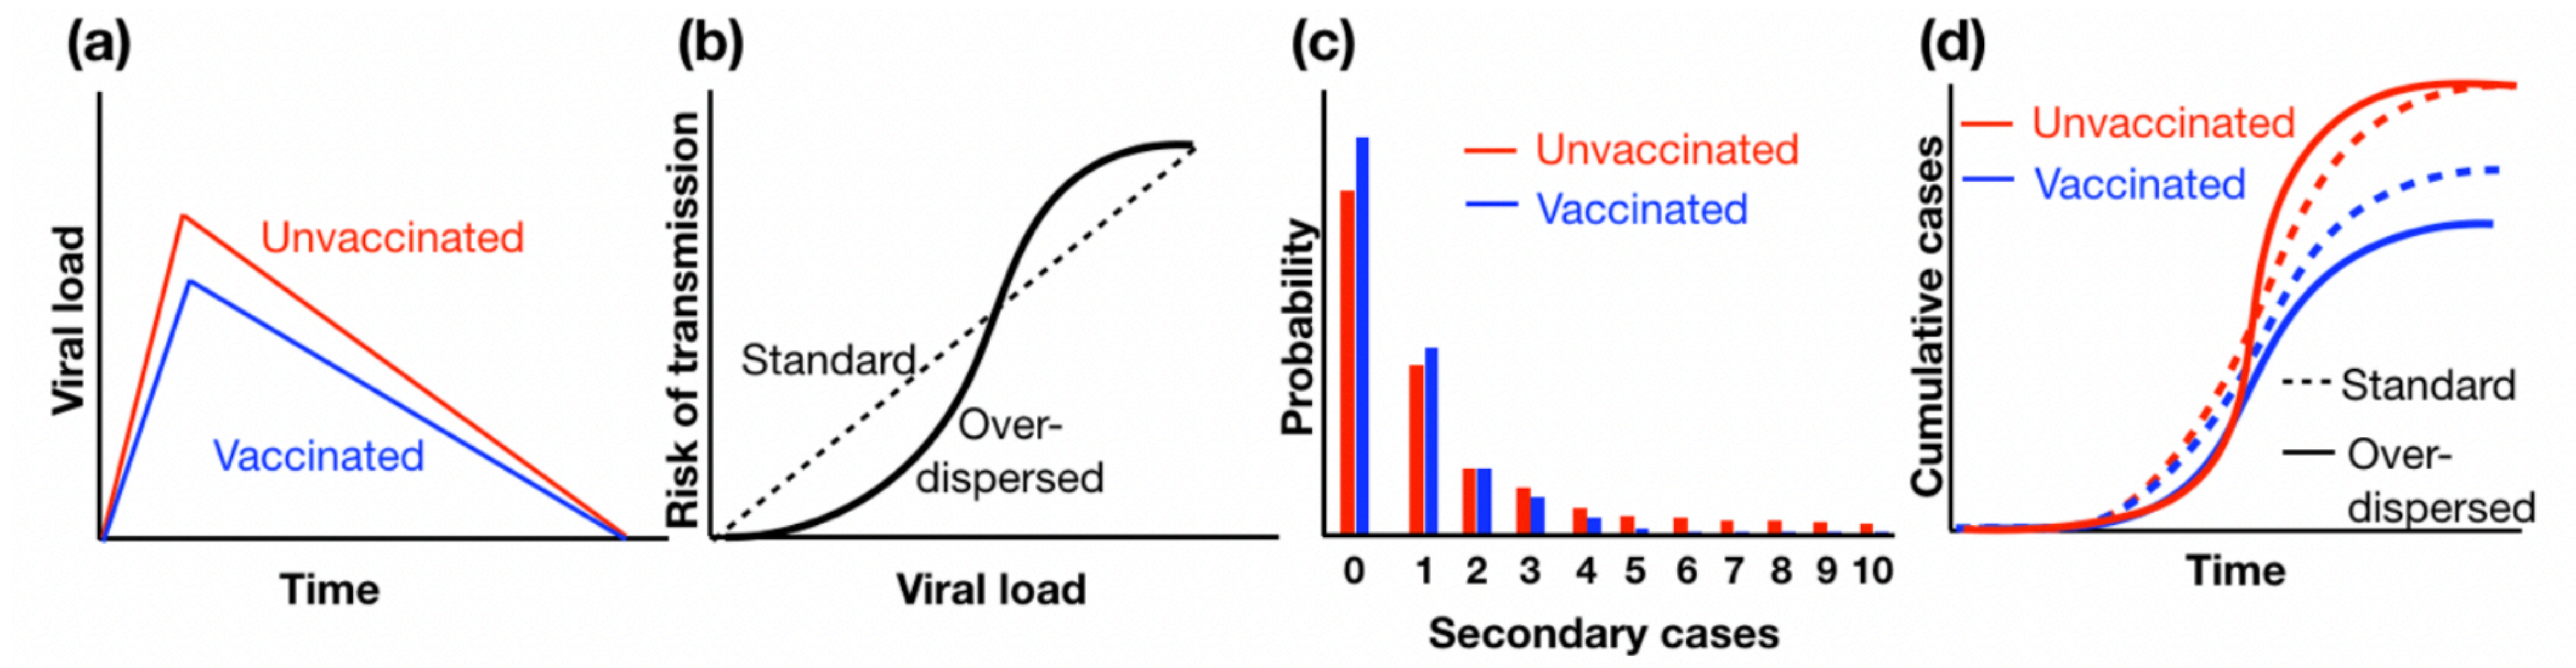 (a)
Viral load
Unvaccinated
Vaccinated
Time
(b)
Risk of transmission
Standard
Over-
dispersed
Viral load
(c)
Probability
Unvaccinated
Vaccinated
0 1 2 3 4 5 6 7 8 9 10
Secondary cases
(d)
Cumulative cases
Unvaccinated
Vaccinated
Standard
Over-
dispersed
Time